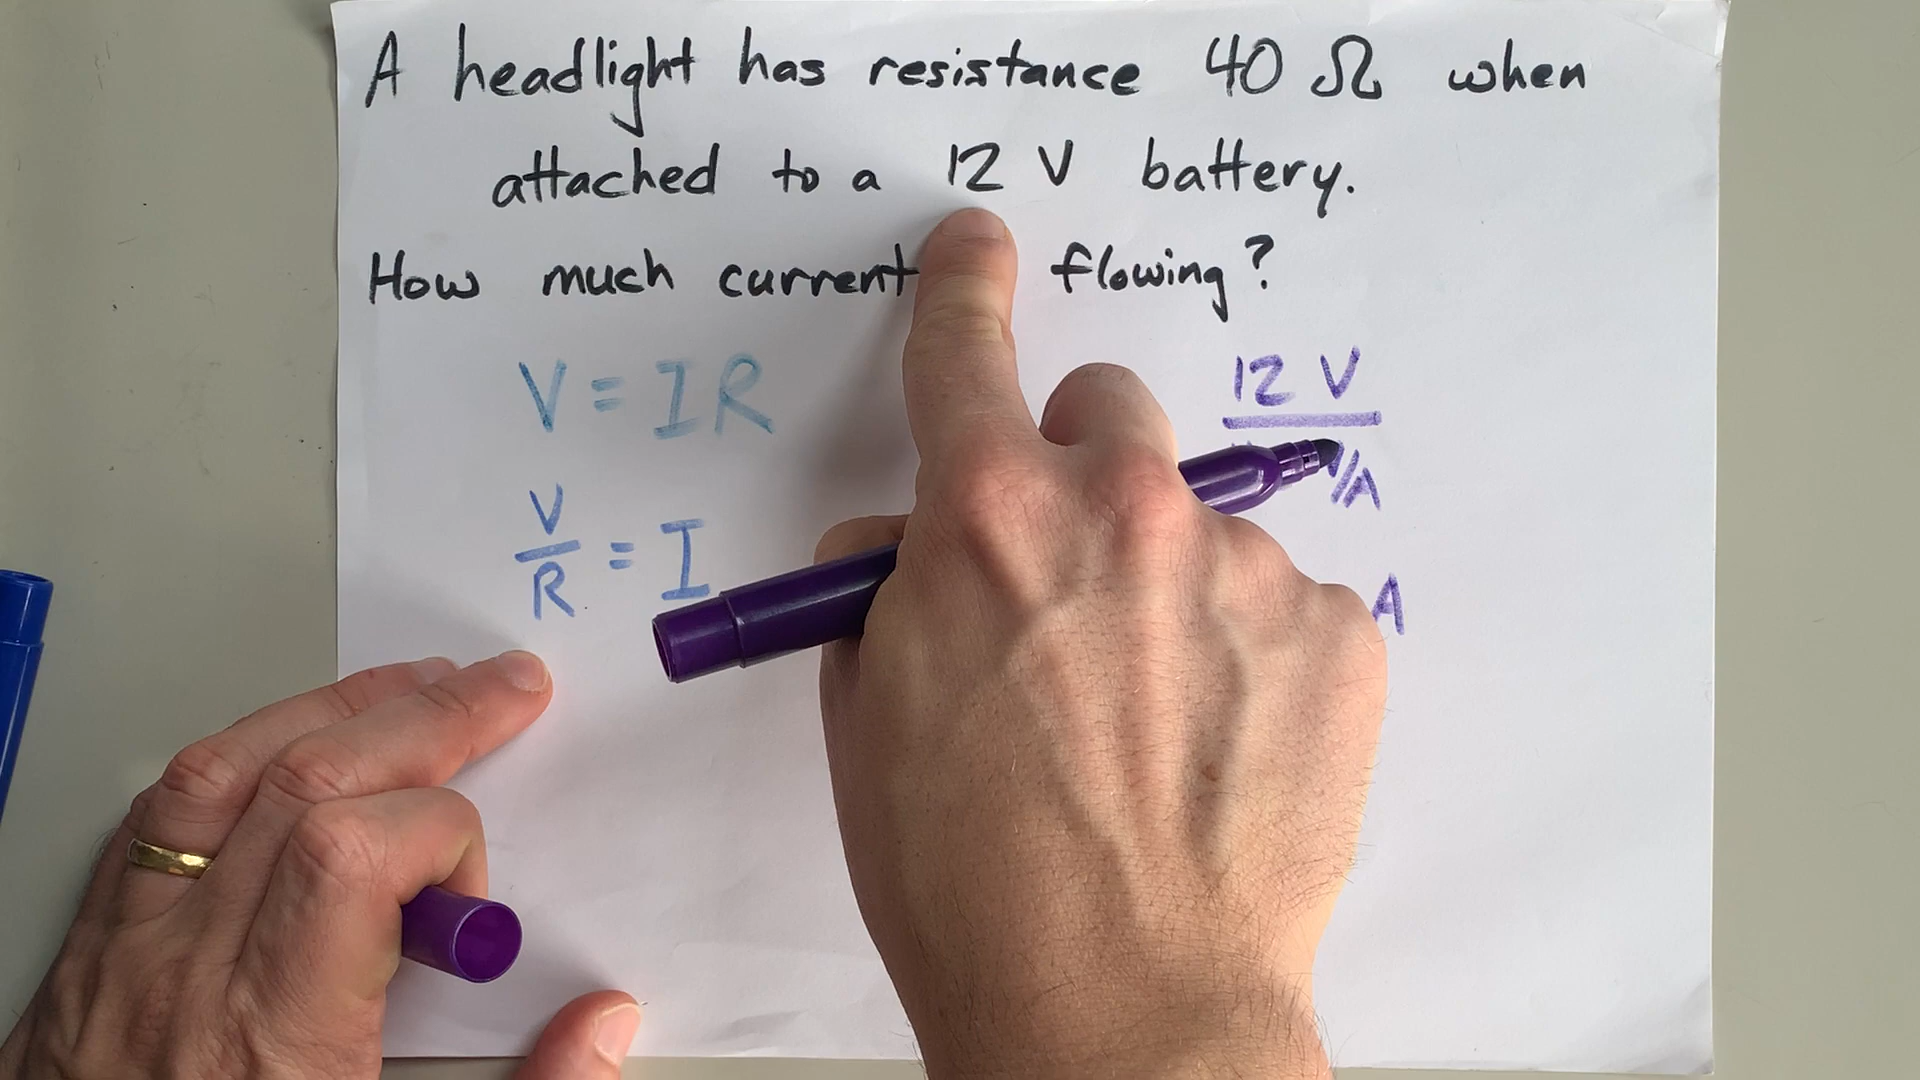 A headlight has resistance 40 Ω when
attached to a 12 V battery.
How much current flowing?
V = IR
12 V
V/A
V/R = I
A